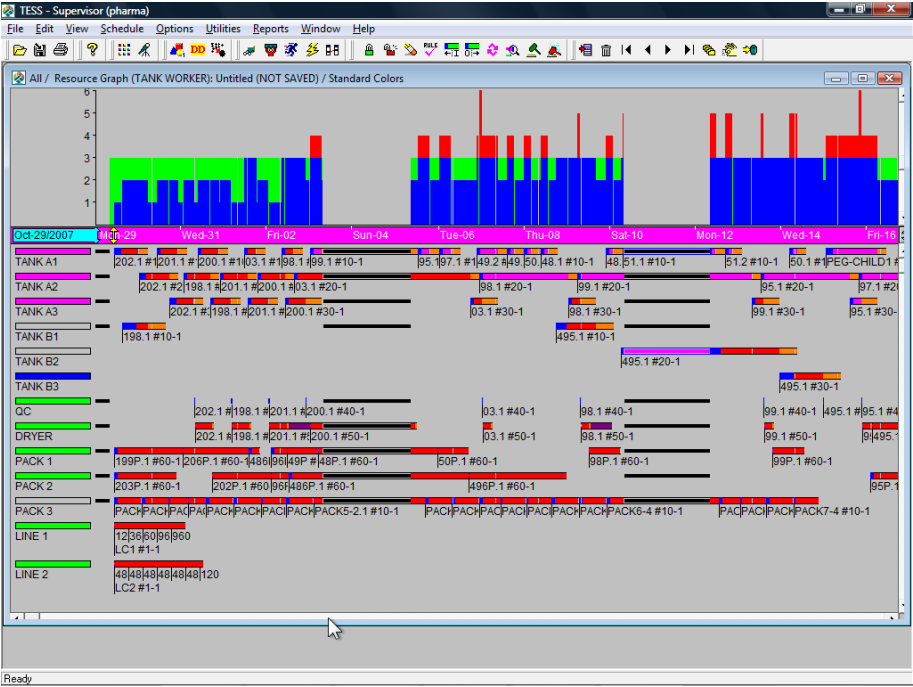 TESS - Supervisor (pharma)
File Edit View Schedule Options Utilities Reports Window Help
All / Resource Graph (TANK WORKER): Untitled (NOT SAVED) / Standard Colors
6
5
4
3
2
1
Oct-29/2007 Mon-29 Wed-31 Fri-02 Sun-04 Tue-06 Thu-08 Sat-10 Mon-12 Wed-14 Fri-16
TANK A1 202.1 #1 201.1 # 200.1 #1 03.1 #1 98.1 # 99.1 #10-1 95.1 97.1 #1 49.2 # 49. 50. 48.1 #10-1 48. 51.1 #10-1 51.2 #10-1 50.1 #1 PEG-CHILD1 #
TANK A2 202.1 #2 198.1 # 201.1 # 200.1 # 03.1 #20-1 98.1 #20-1 99.1 #20-1 95.1 #20-1 97.1 #20
TANK A3 202.1 #: 198.1 # 201.1 # 200.1 #30-1 03.1 #30-1 98.1 #30-1 99.1 #30-1 95.1 #30-
TANK B1 198.1 #10-1 495.1 #10-1
TANK B2 495.1 #20-1
TANK B3 495.1 #30-1
QC 202.1 # 198.1 # 201.1 # 200.1 #40-1 03.1 #40-1 98.1 #40-1 99.1 #40-1 495.1 # 95.1 #4
DRYER 202.1 # 198.1 # 201.1 # 200.1 #50-1 03.1 #50-1 98.1 #50-1 99.1 #50-1 495.
PACK 1 199P.1 #60-1 206P.1 #60-1 486 96 49P # 48P.1 #60-1 50P.1 #60-1 98P.1 #60-1 99P.1 #60-1
PACK 2 203P.1 #60-1 202P.1 #60 96P 486P.1 #60-1 496P.1 #60-1 95P.1
PACK 3 PACK PAC PAC PAC PACK PACK PACK PACK PACK PACK5-2.1 #10-1 PACK PACK PAC PACK PACK PACK PACK PACK PACK6-4 #10-1 PAC PACK PACK PACK7-4 #10-1
LINE 1 12 36 60 96 960
LC1 #1-1
LINE 2 48 48 48 48 48 48 120
LC2 #1-1
Ready